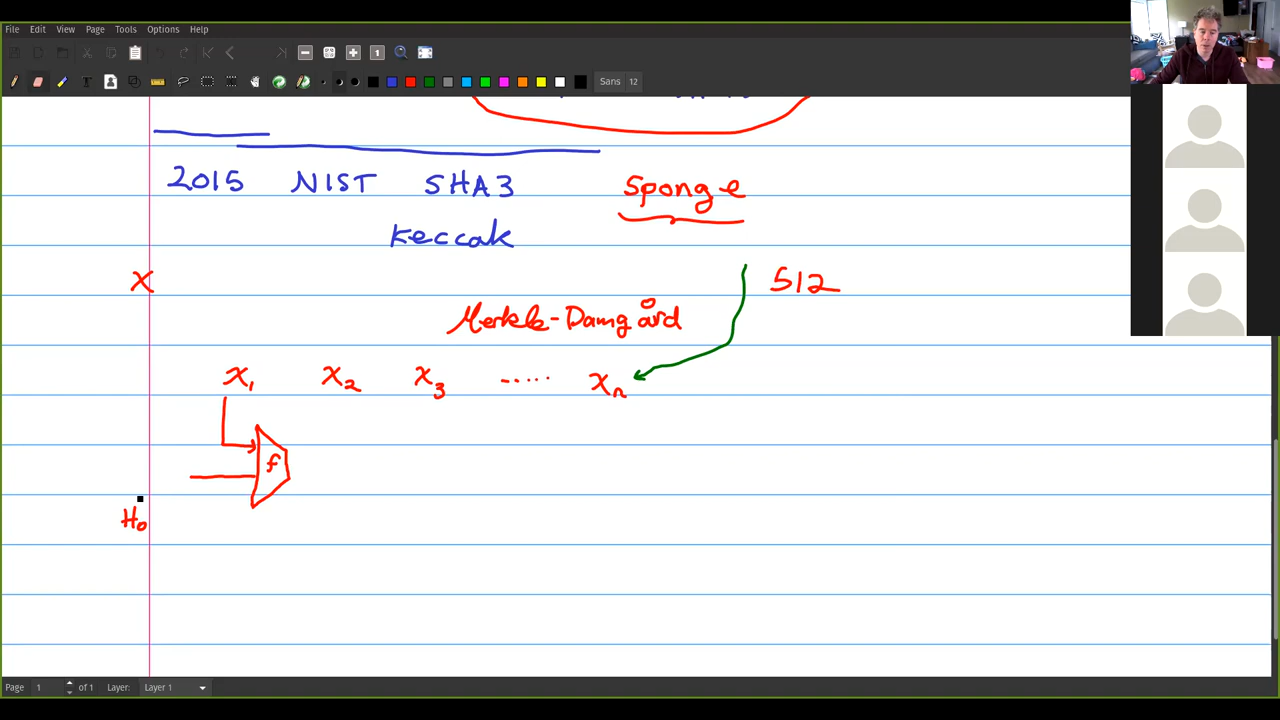 File Edit View Page Tools Options Help
1
T Sans 12
2015 NIST SHA3 Sponge
Keccak
X 512
Merkle-Damgård
x1 x2 x3 ...... xn
f
H0
Page 1 of 1 Layer: Layer 1